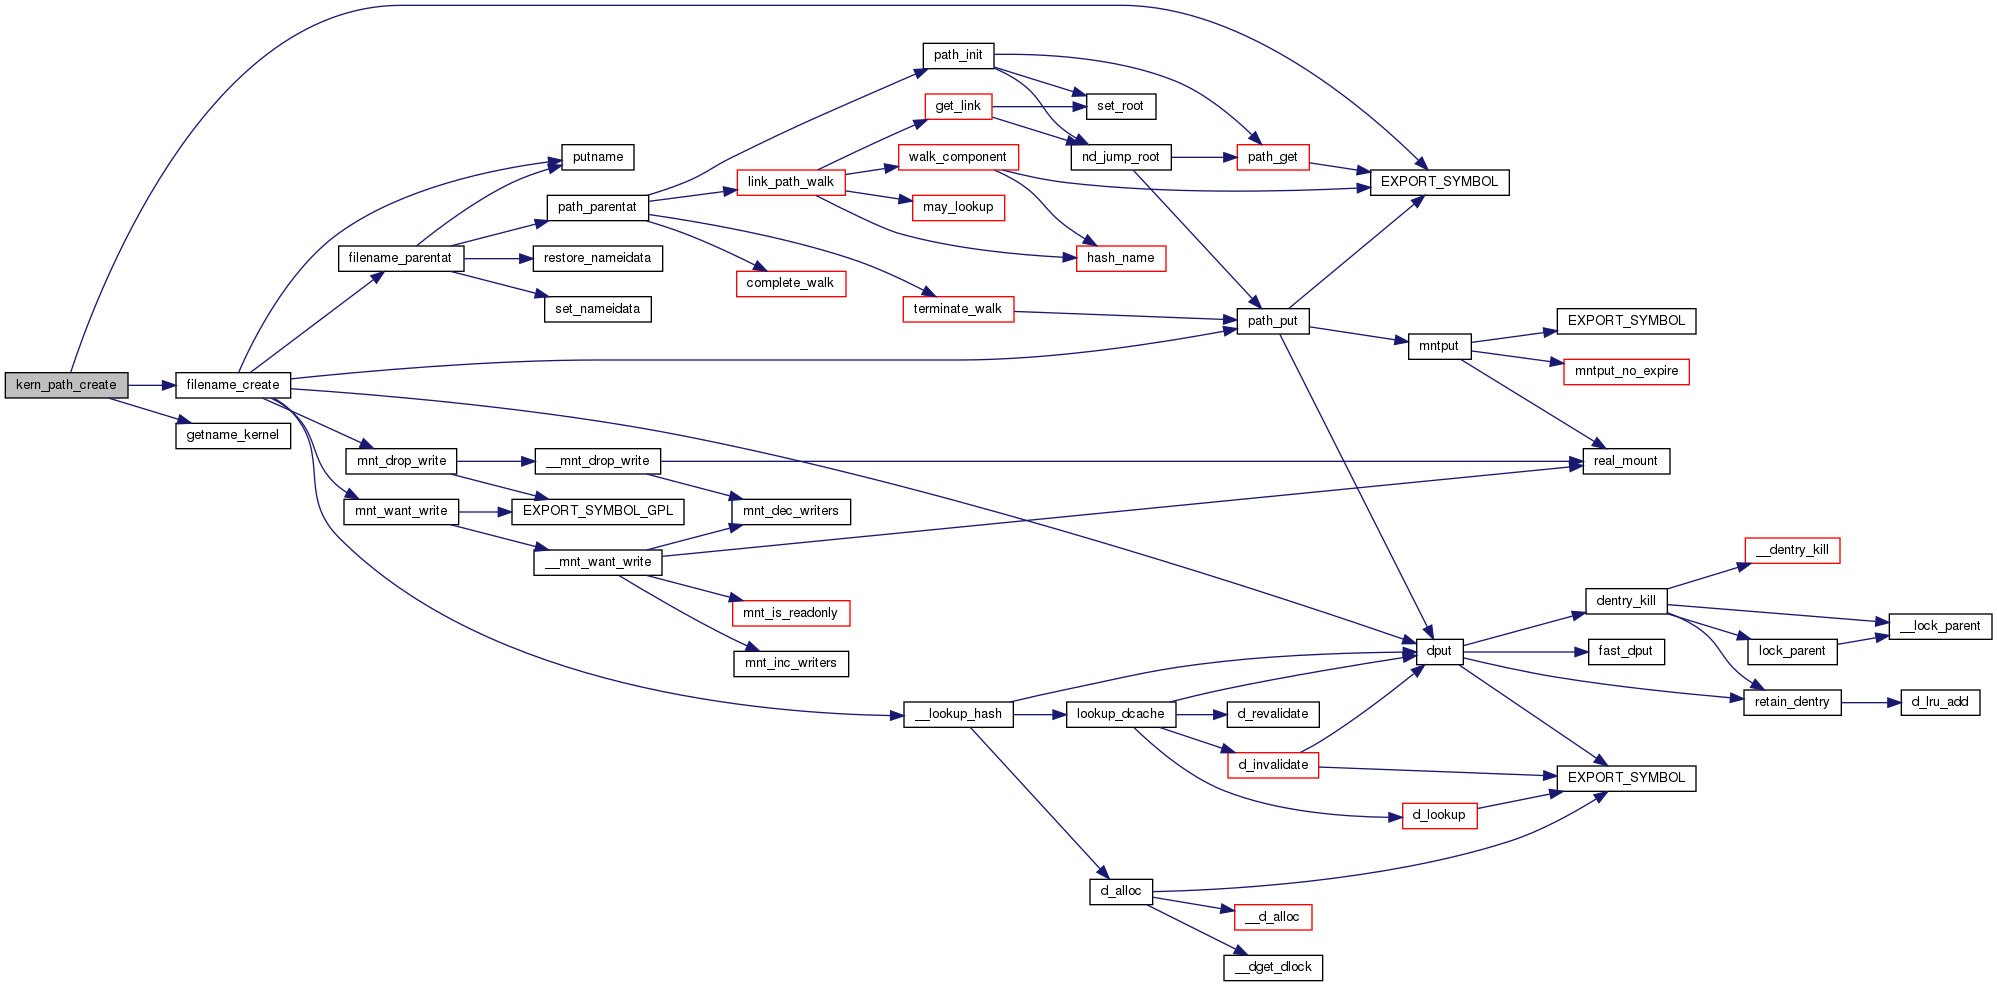 path_init
get_link
set_root
putname
walk_component
nd_jump_root
path_get
link_path_walk
EXPORT_SYMBOL
path_parentat
may_lookup
filename_parentat
restore_nameidata
hash_name
complete_walk
set_nameidata
terminate_walk
path_put
EXPORT_SYMBOL
mntput
mntput_no_expire
kern_path_create
filename_create
getname_kernel
mnt_drop_write
__mnt_drop_write
real_mount
mnt_want_write
EXPORT_SYMBOL_GPL
mnt_dec_writers
__mnt_want_write
__dentry_kill
mnt_is_readonly
dentry_kill
__lock_parent
mnt_inc_writers
dput
fast_dput
lock_parent
retain_dentry
d_lru_add
__lookup_hash
lookup_dcache
d_revalidate
d_invalidate
EXPORT_SYMBOL
d_lookup
d_alloc
__d_alloc
__dget_dlock